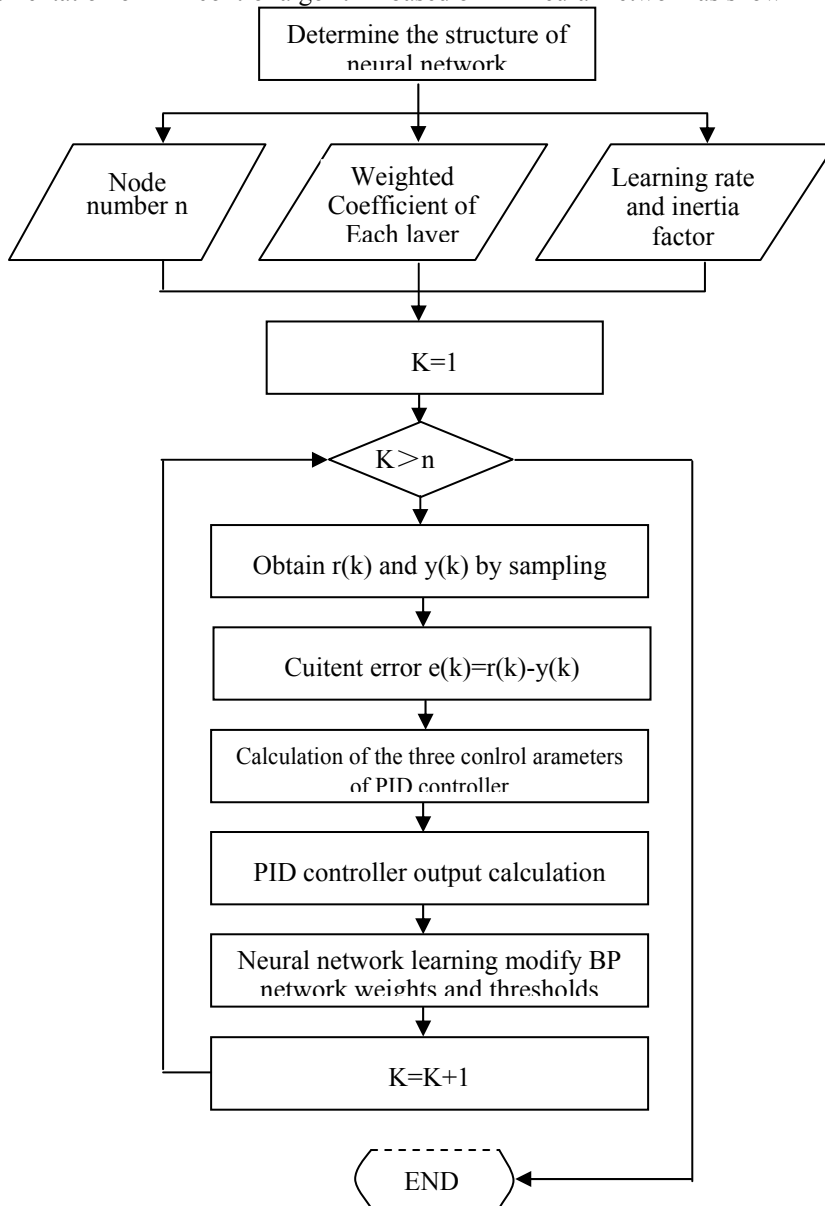 Determine the structure of
neural network
Node
number n
Weighted
Coefficient of
Each layer
Learning rate
and inertia
factor
K=1
K＞n
Obtain r(k) and y(k) by sampling
Cuitent error e(k)=r(k)-y(k)
Calculation of the three conlrol arameters
of PID controller
PID controller output calculation
Neural network learning modify BP
network weights and thresholds
K=K+1
END